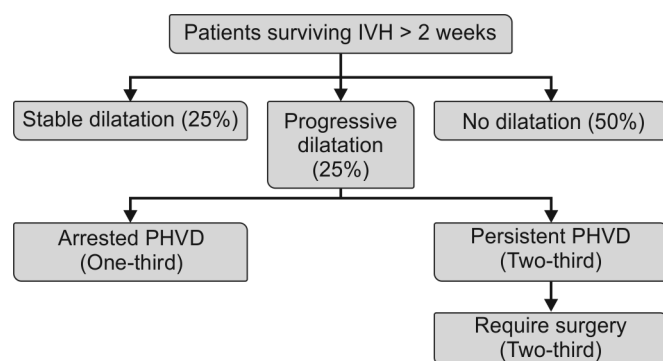 Patients surviving IVH > 2 weeks
Stable dilatation (25%)
Progressive
dilatation
(25%)
No dilatation (50%)
Arrested PHVD
(One-third)
Persistent PHVD
(Two-third)
Require surgery
(Two-third)